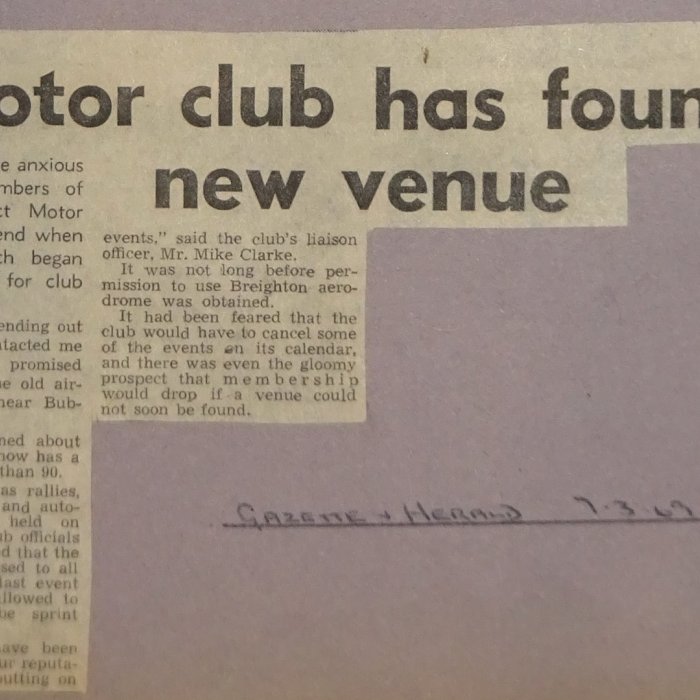 otor club has foun
new venue
e anxious
mbers of
ct Motor
end when
ch began
for club
ending out
ntacted me
promised
e old air-
near Bub-
ned about
now has a
than 90.
as rallies,
and auto-
held on
ub officials
d that the
sed to all
last event
llowed to
be sprint
ave been
ur reputa-
utting on
events," said the club's liaison
officer, Mr. Mike Clarke.
It was not long before per-
mission to use Breighton aero-
drome was obtained.
It had been feared that the
club would have to cancel some
of the events on its calendar,
and there was even the gloomy
prospect that membership
would drop if a venue could
not soon be found.
GAZETTE & HERALD 7.3.69